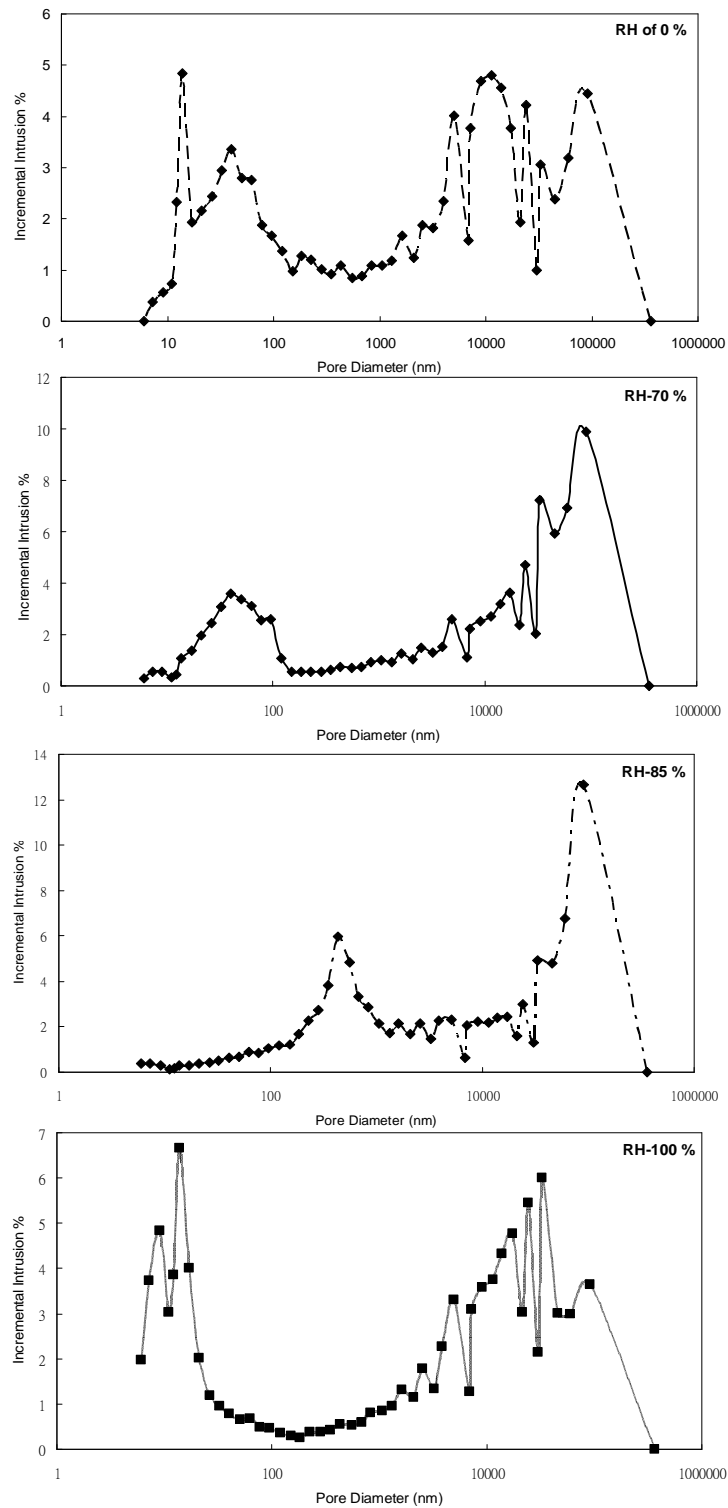 6
RH of 0 %
5
4
3
2
1
0
Incremental Intrusion %
1 10 100 1000 10000 100000 1000000
Pore Diameter (nm)
12
RH-70 %
10
8
6
4
2
0
Incremental Intrusion %
1 100 10000 1000000
Pore Diameter (nm)
14
RH-85 %
12
10
8
6
4
2
0
Incremental Intrusion %
1 100 10000 1000000
Pore Diameter (nm)
7
RH-100 %
6
5
4
3
2
1
0
Incremental Intrusion %
1 100 10000 1000000
Pore Diameter (nm)